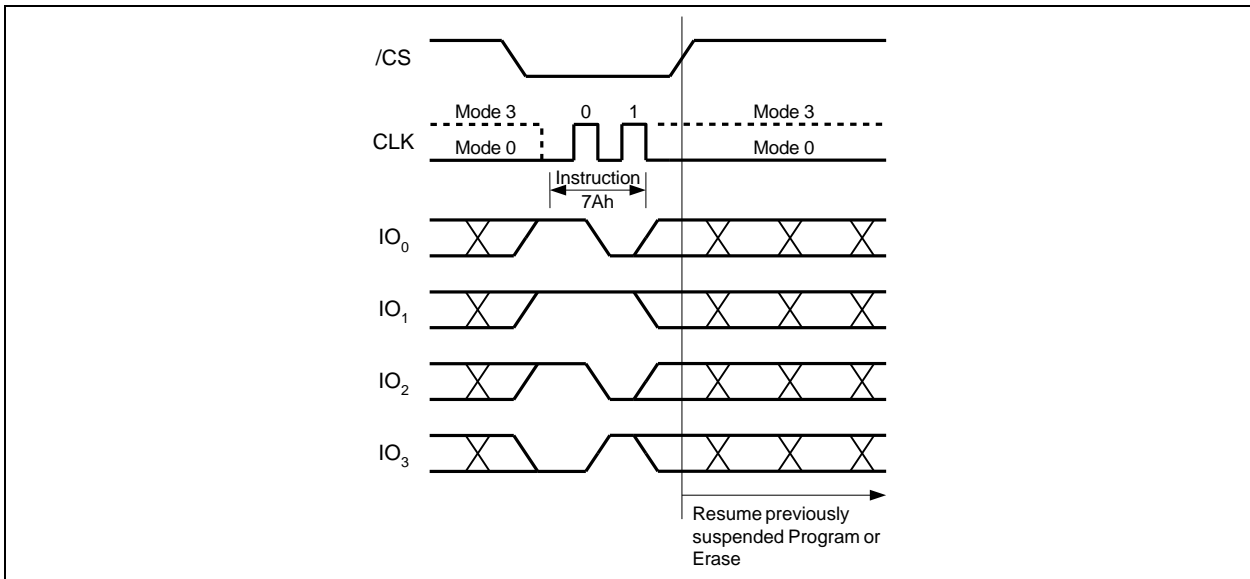 /CS
Mode 3 0 1 Mode 3
CLK
Mode 0 Mode 0
Instruction
7Ah
IO0
IO1
IO2
IO3
Resume previously
suspended Program or
Erase